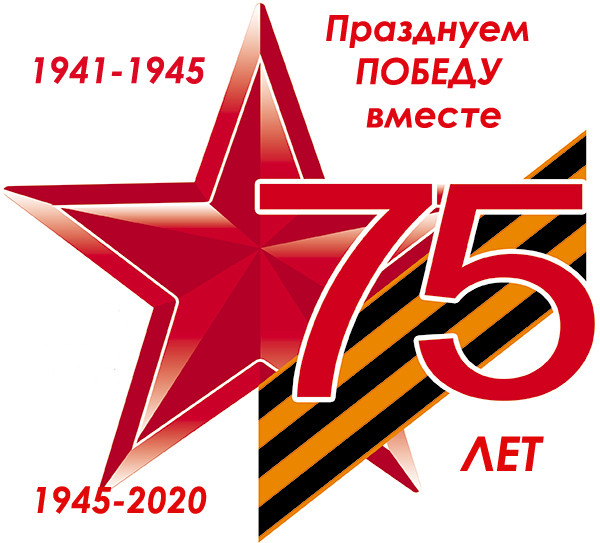 1941-1945
Празднуем
ПОБЕДУ
вместе
75
ЛЕТ
1945-2020